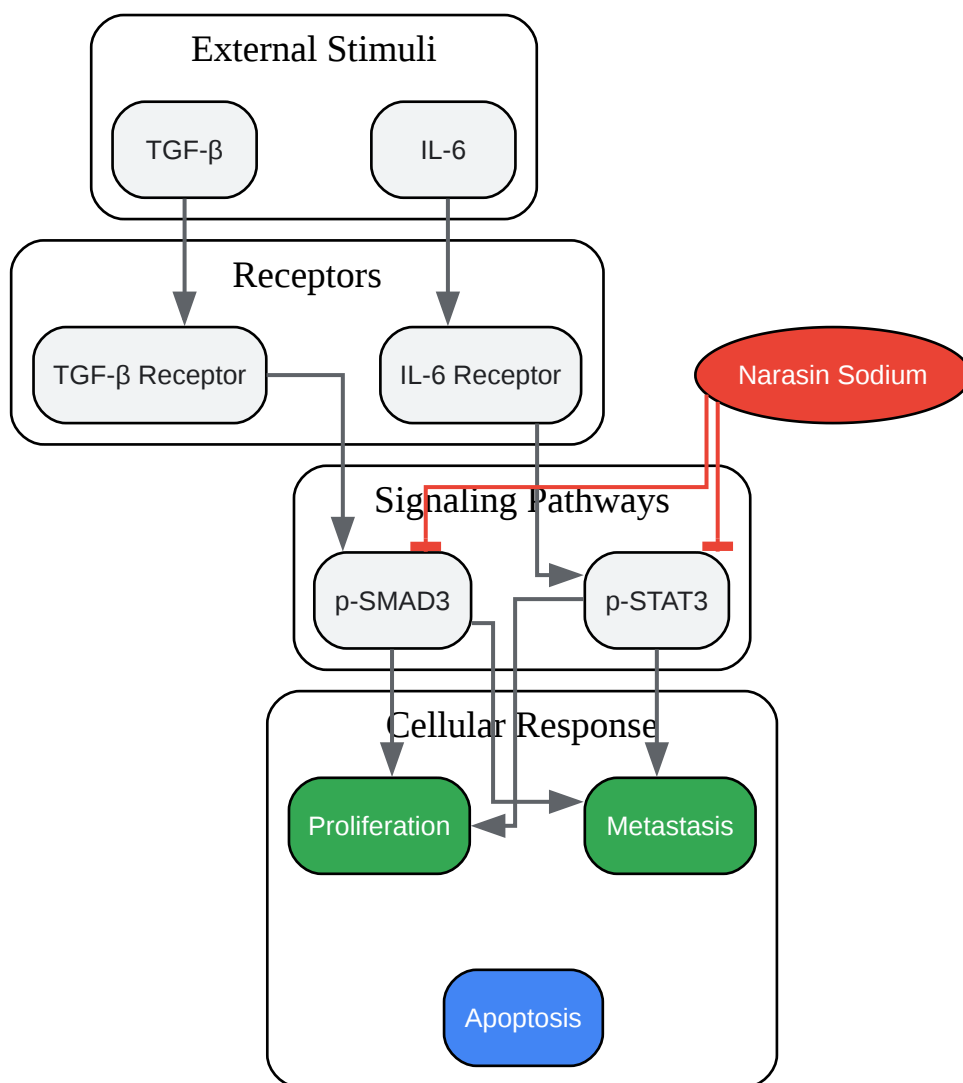 External Stimuli
TGF-β
IL-6
Receptors
TGF-β Receptor
IL-6 Receptor
Narasin Sodium
Signaling Pathways
p-SMAD3
p-STAT3
Cellular Response
Proliferation
Metastasis
Apoptosis